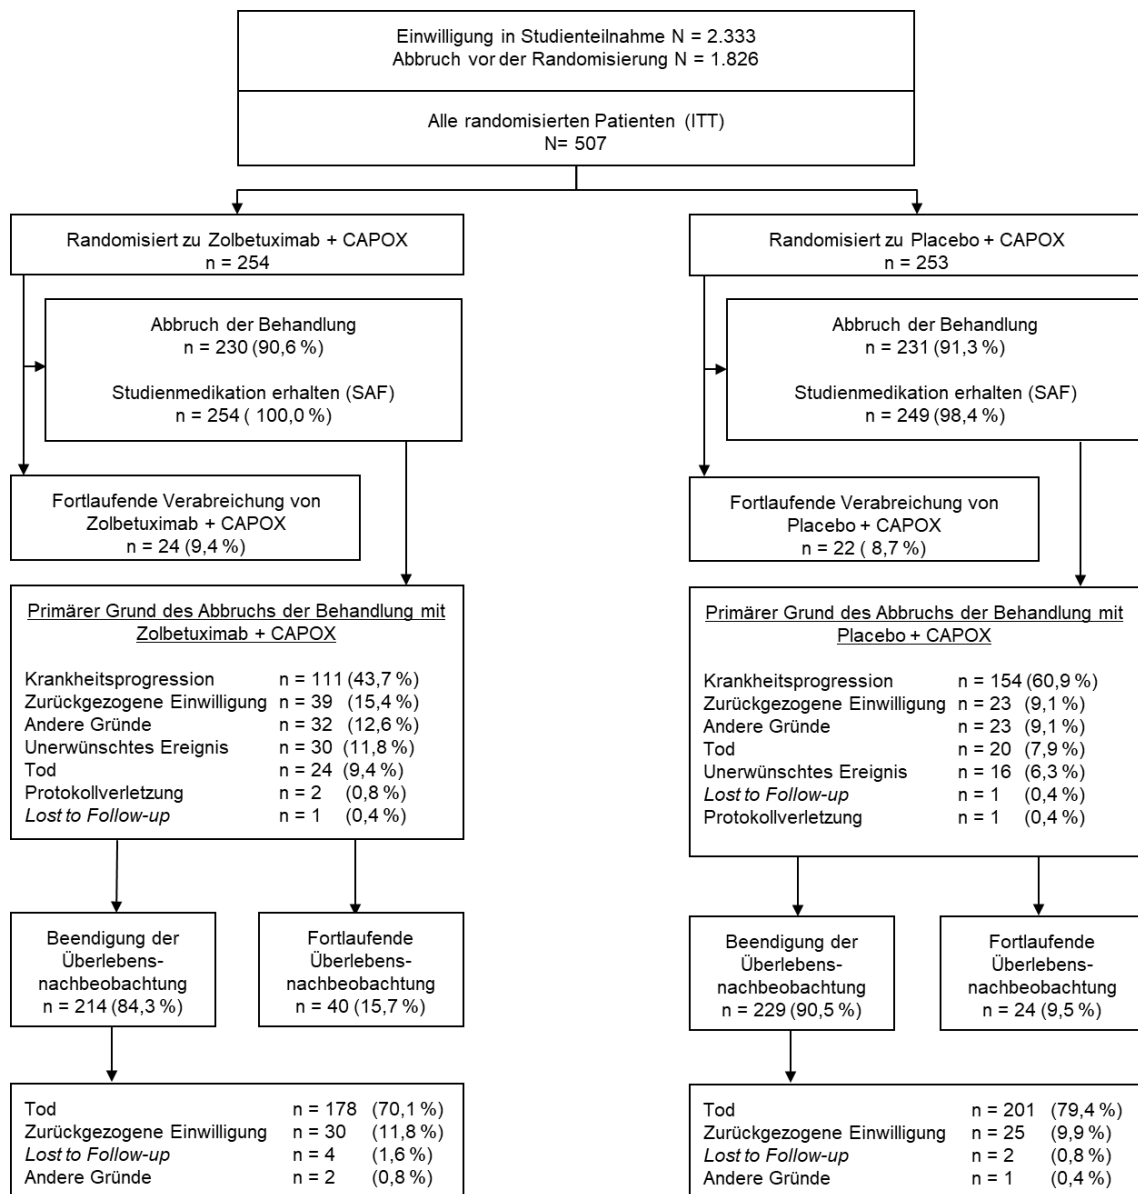 Einwilligung in Studienteilnahme N = 2.333
Abbruch vor der Randomisierung N = 1.826
Alle randomisierten Patienten (ITT)
N= 507
Randomisiert zu Zolbetuximab + CAPOX
n = 254
Abbruch der Behandlung
n = 230 (90,6 %)
Studienmedikation erhalten (SAF)
n = 254 ( 100,0 %)
Fortlaufende Verabreichung von
Zolbetuximab + CAPOX
n = 24 (9,4 %)
Primärer Grund des Abbruchs der Behandlung mit
Zolbetuximab + CAPOX
Krankheitsprogression n = 111 (43,7 %)
Zurückgezogene Einwilligung n = 39 (15,4 %)
Andere Gründe n = 32 (12,6 %)
Unerwünschtes Ereignis n = 30 (11,8 %)
Tod n = 24 (9,4 %)
Protokollverletzung n = 2 (0,8 %)
Lost to Follow-up n = 1 (0,4 %)
Beendigung der
Überlebens-
nachbeobachtung
n = 214 (84,3 %)
Fortlaufende
Überlebens-
nachbeobachtung
n = 40 (15,7 %)
Tod n = 178 (70,1 %)
Zurückgezogene Einwilligung n = 30 (11,8 %)
Lost to Follow-up n = 4 (1,6 %)
Andere Gründe n = 2 (0,8 %)
Randomisiert zu Placebo + CAPOX
n = 253
Abbruch der Behandlung
n = 231 (91,3 %)
Studienmedikation erhalten (SAF)
n = 249 (98,4 %)
Fortlaufende Verabreichung von
Placebo + CAPOX
n = 22 ( 8,7 %)
Primärer Grund des Abbruchs der Behandlung mit
Placebo + CAPOX
Krankheitsprogression n = 154 (60,9 %)
Zurückgezogene Einwilligung n = 23 (9,1 %)
Andere Gründe n = 23 (9,1 %)
Tod n = 20 (7,9 %)
Unerwünschtes Ereignis n = 16 (6,3 %)
Lost to Follow-up n = 1 (0,4 %)
Protokollverletzung n = 1 (0,4 %)
Beendigung der
Überlebens-
nachbeobachtung
n = 229 (90,5 %)
Fortlaufende
Überlebens-
nachbeobachtung
n = 24 (9,5 %)
Tod n = 201 (79,4 %)
Zurückgezogene Einwilligung n = 25 (9,9 %)
Lost to Follow-up n = 2 (0,8 %)
Andere Gründe n = 1 (0,4 %)